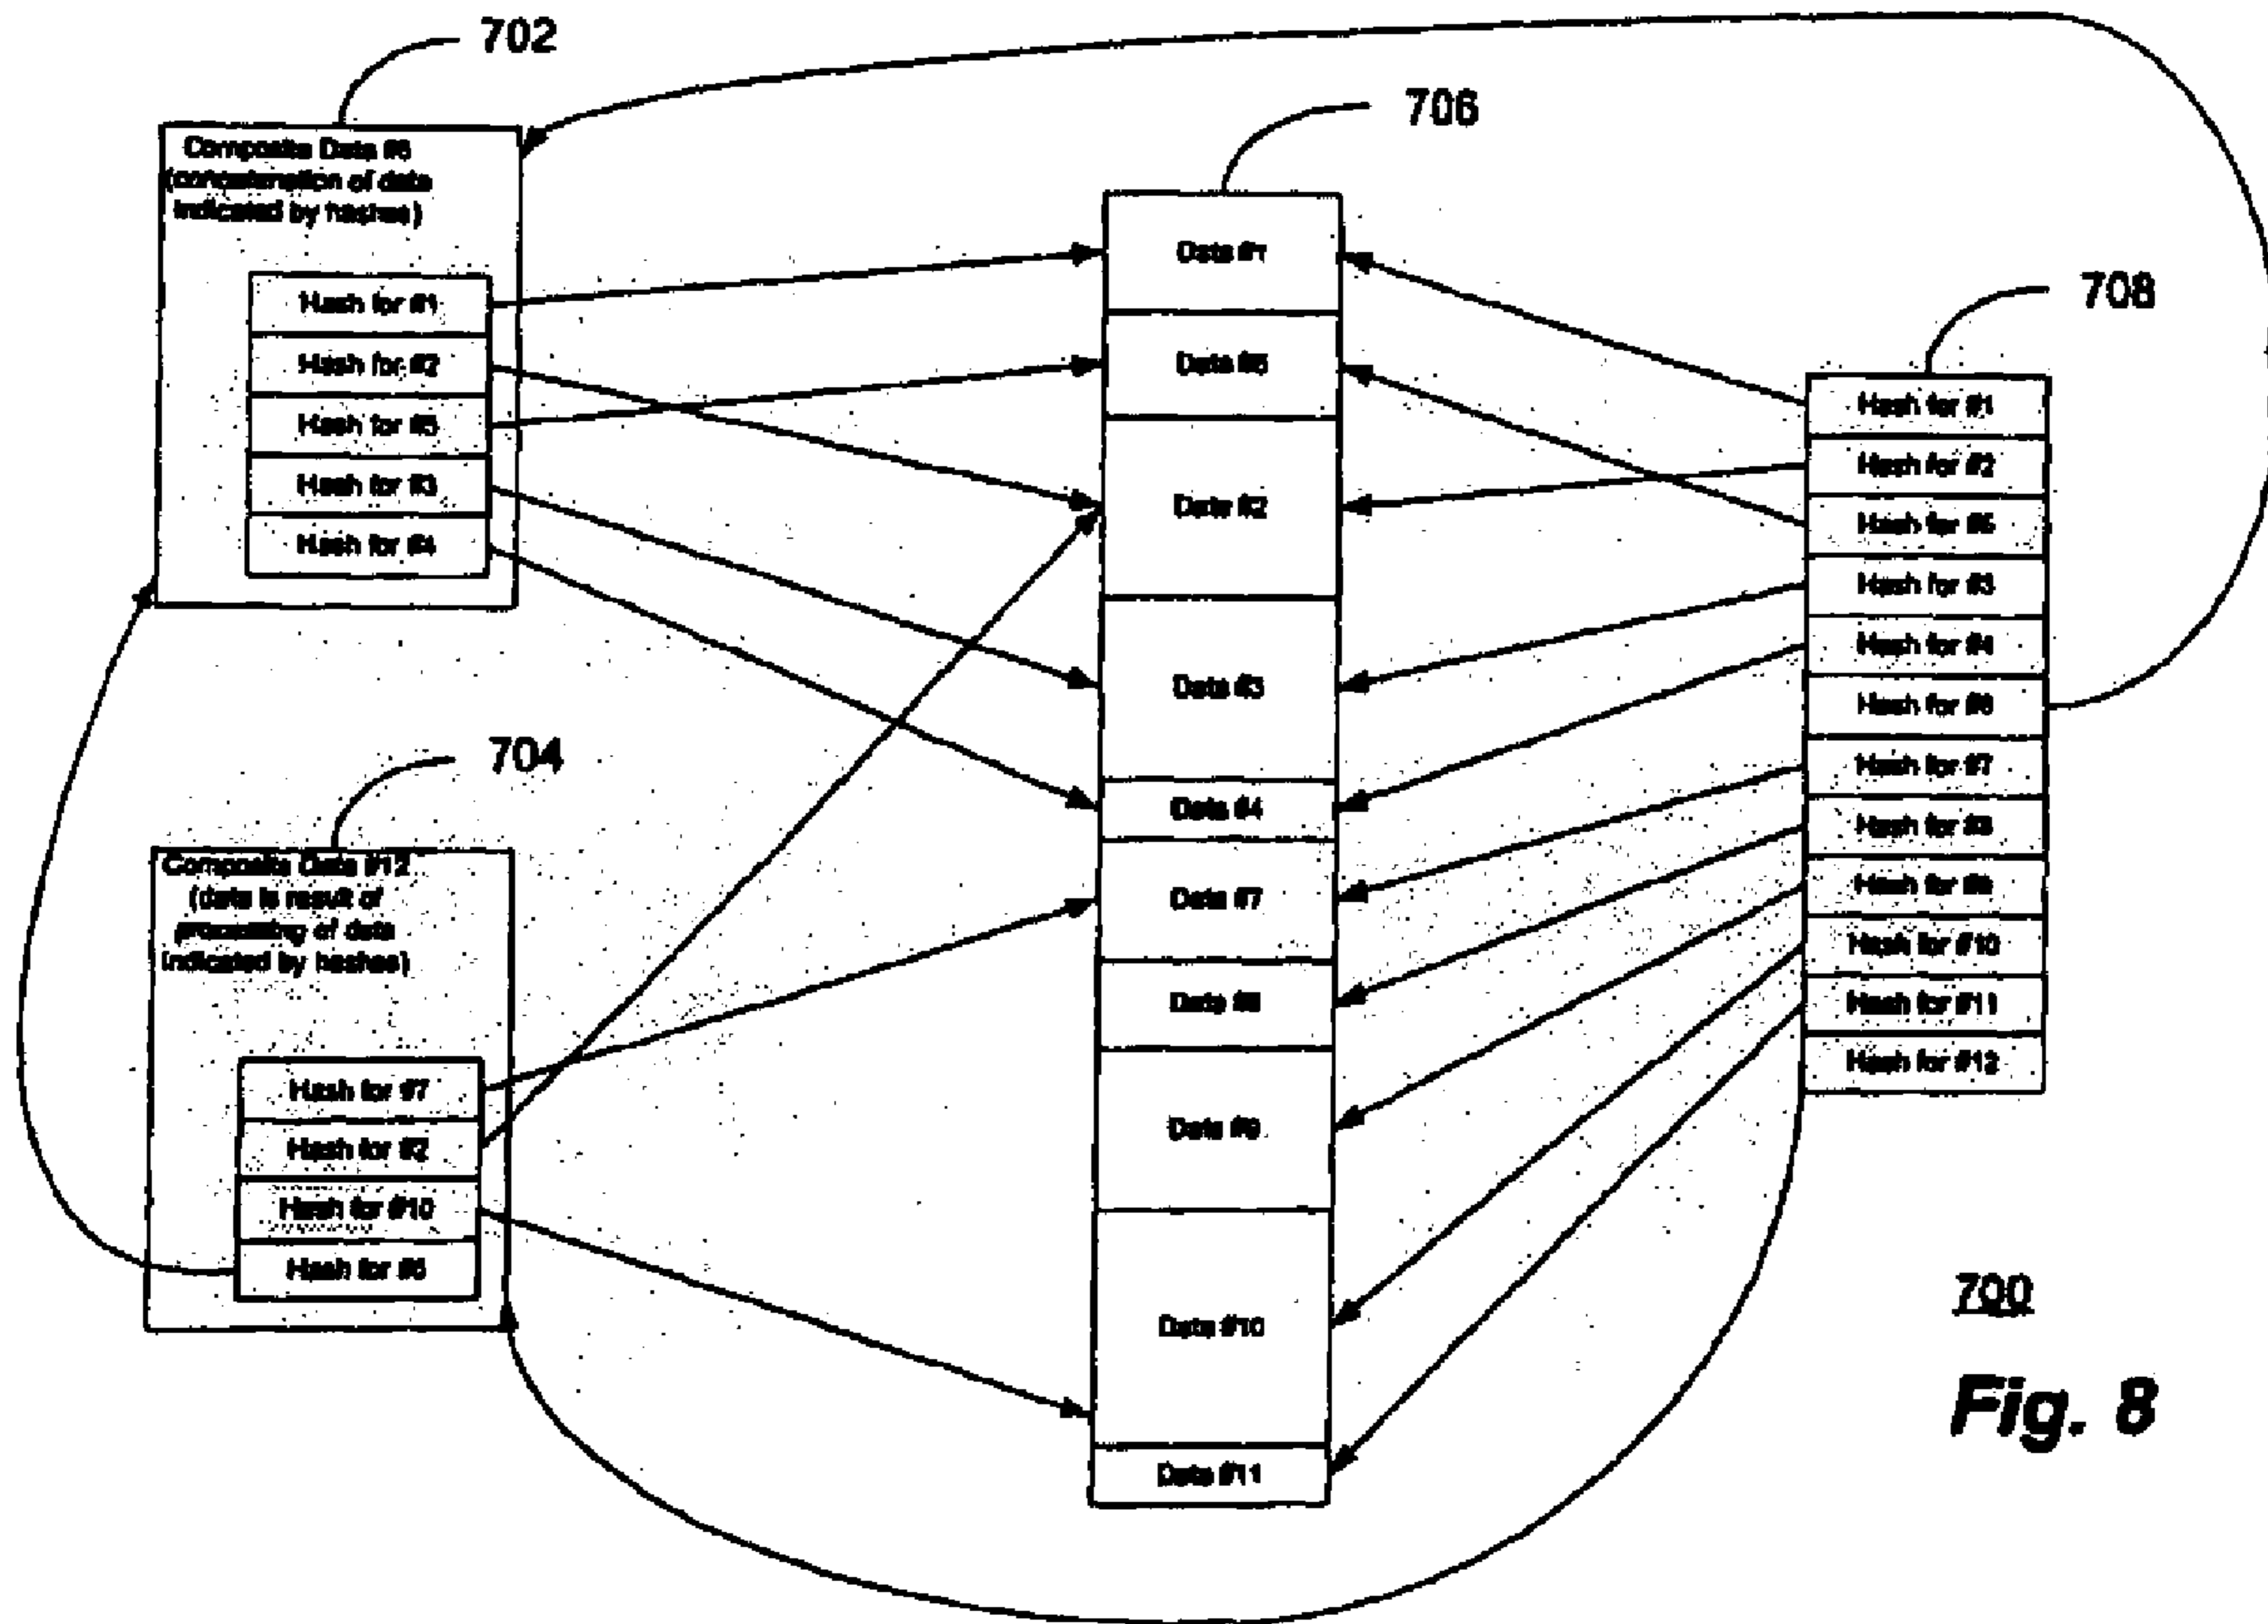 702
Composite Data #6
(concatenation of data
indicated by hashes)
Hash for #1
Hash for #2
Hash for #5
Hash for #3
Hash for #4
704
Composite Data #12
(data is result of
processing of data
indicated by hashes)
Hash for #7
Hash for #2
Hash for #10
Hash for #6
706
Data #1
Data #5
Data #2
Data #3
Data #4
Data #7
Data #8
Data #9
Data #10
Data #11
708
Hash for #1
Hash for #2
Hash for #5
Hash for #3
Hash for #4
Hash for #6
Hash for #7
Hash for #8
Hash for #9
Hash for #10
Hash for #11
Hash for #12
700
Fig. 8